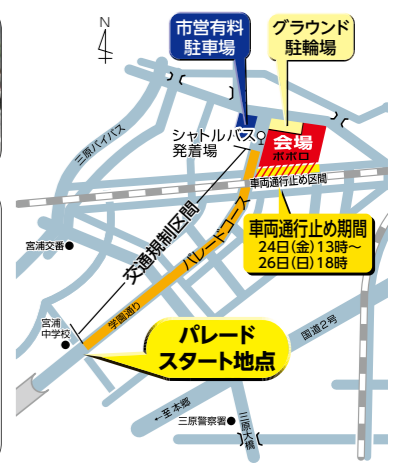 N
市営有料
駐車場
グラウンド
駐輪場
シャトルバス
発着場
会場
ポポロ
三原バイパス
車両通行止め区間
交通規制区間
車両通行止め期間
24日(金)13時～
26日(日)18時
宮浦交番
パレードコース
学園通り
宮浦
中学校
国道2号
パレード
スタート地点
←至 本郷
三原警察署
三原大橋